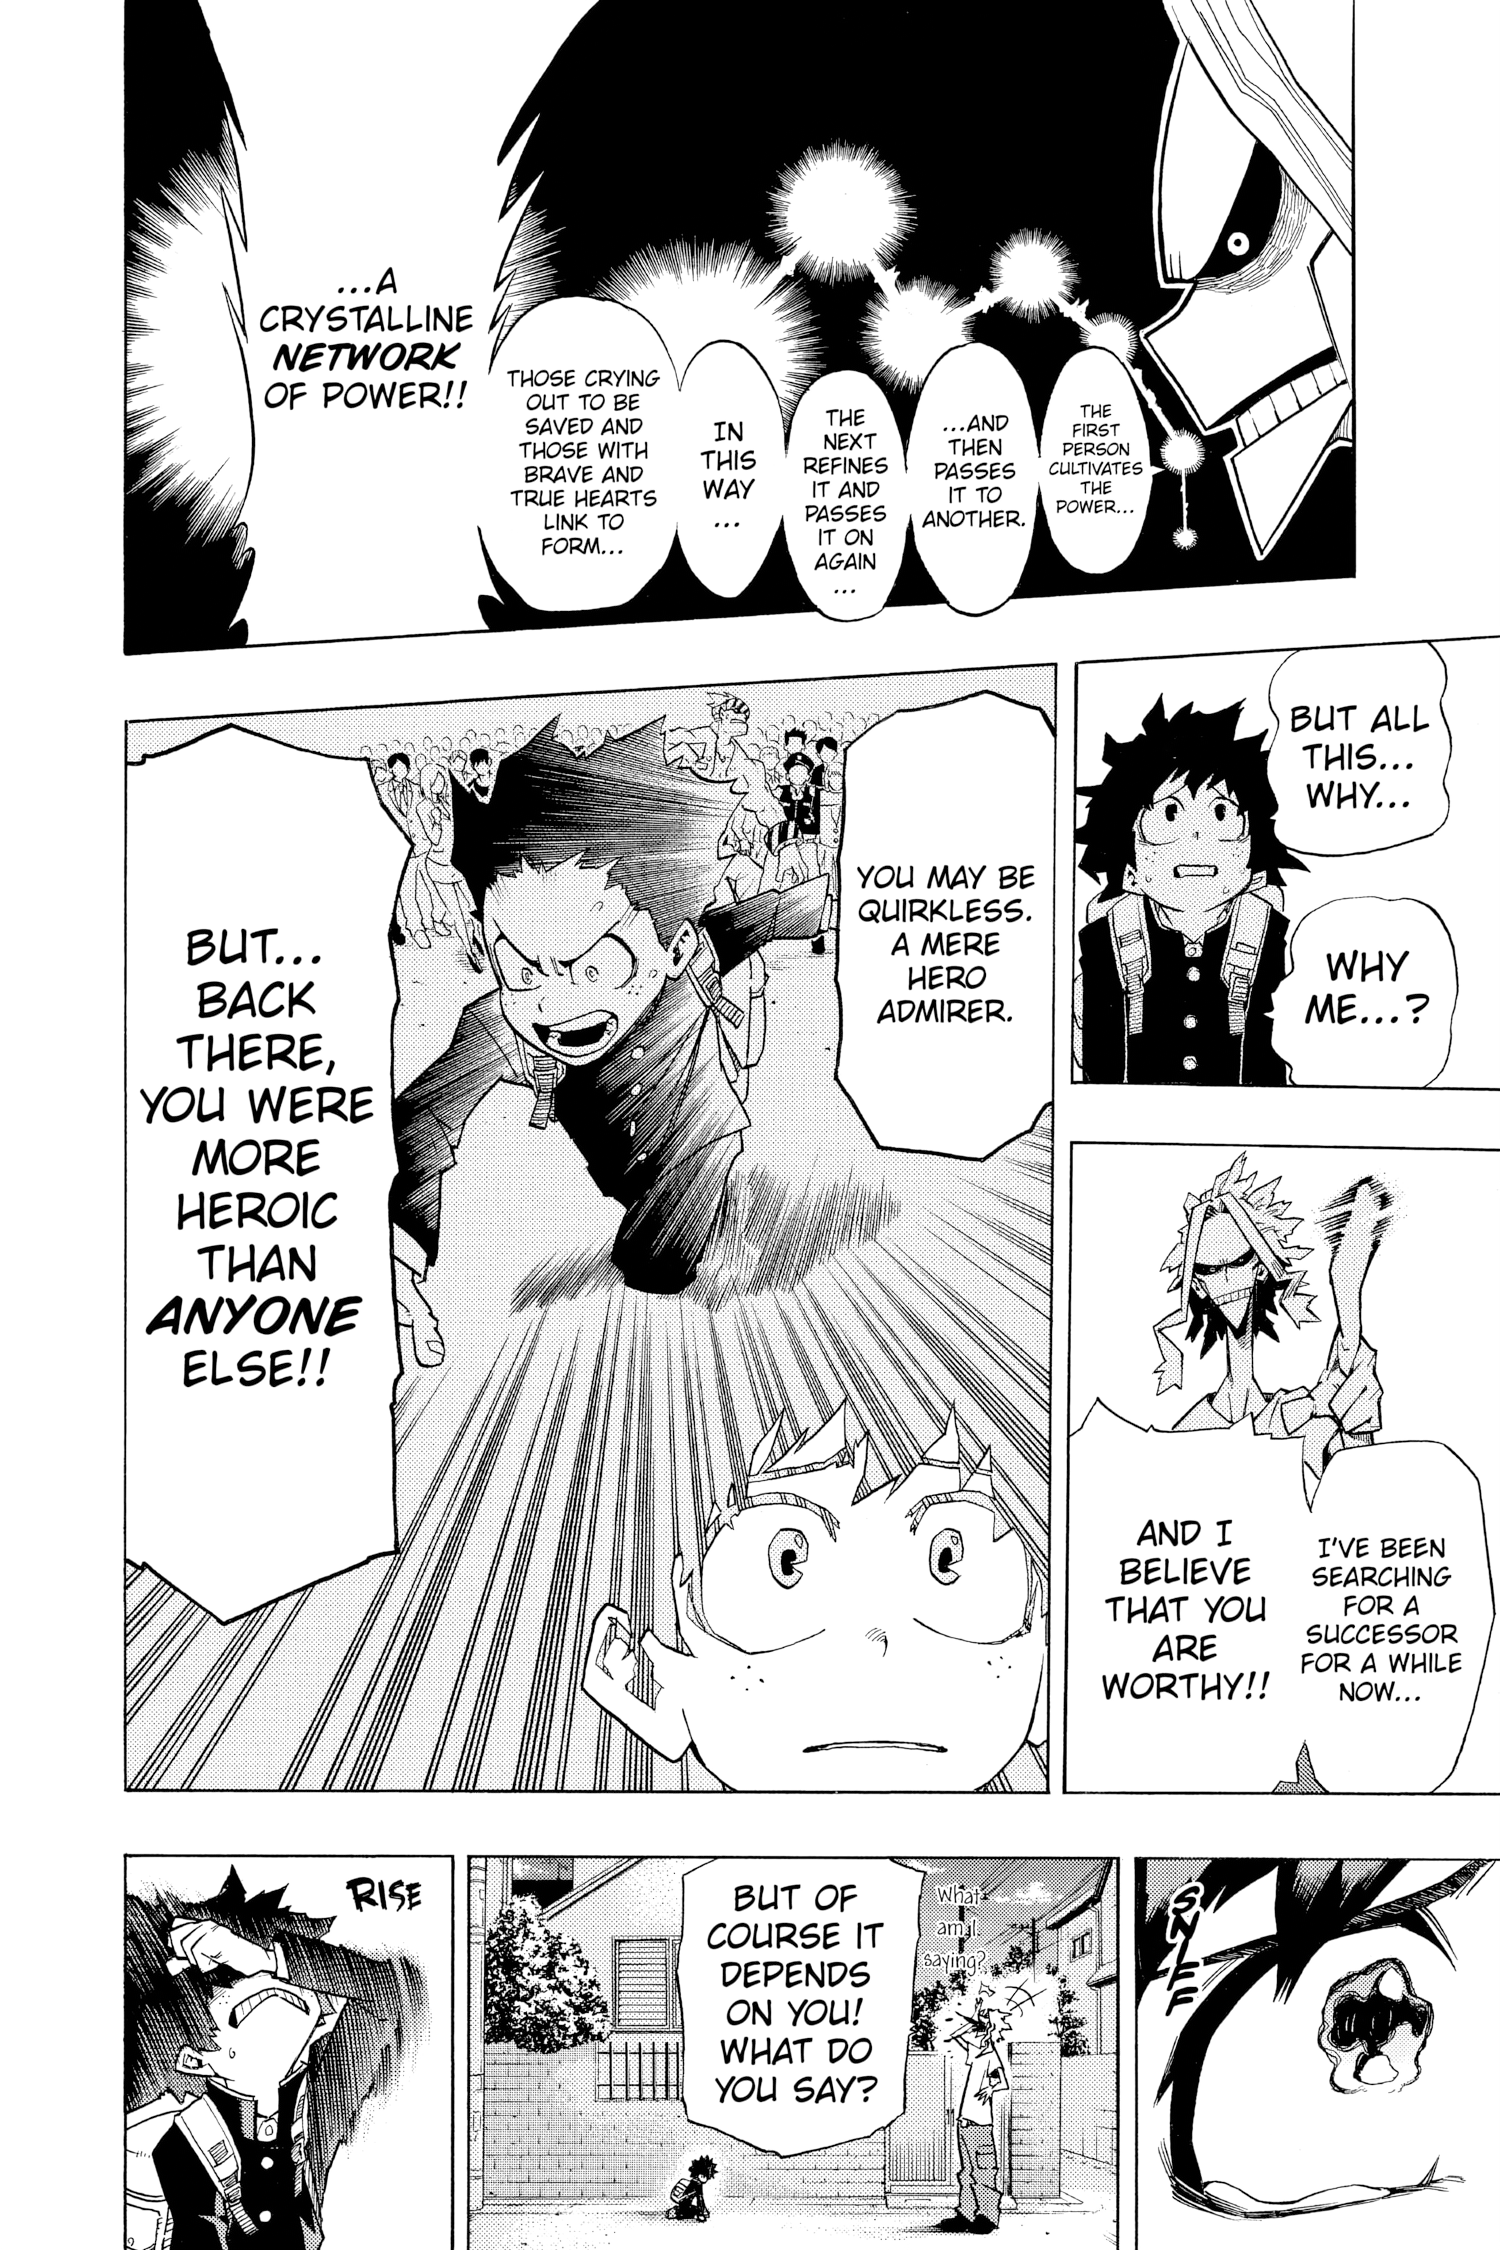 THE
FIRST
PERSON
CULTIVATES
THE
POWER...
...AND
THEN
PASSES
IT TO
ANOTHER.
THE
NEXT
REFINES
IT AND
PASSES
IT ON
AGAIN
...
IN
THIS
WAY
...
THOSE CRYING
OUT TO BE
SAVED AND
THOSE WITH
BRAVE AND
TRUE HEARTS
LINK TO
FORM...
...A
CRYSTALLINE
NETWORK
OF POWER!!
BUT ALL
THIS...
WHY...
WHY
ME...?
I'VE BEEN
SEARCHING
FOR A
SUCCESSOR
FOR A WHILE
NOW...
AND I
BELIEVE
THAT YOU
ARE
WORTHY!!
YOU MAY BE
QUIRKLESS.
A MERE
HERO
ADMIRER.
BUT...
BACK
THERE,
YOU WERE
MORE
HEROIC
THAN
ANYONE
ELSE!!
SNIFF
What
am I
saying?
BUT OF
COURSE IT
DEPENDS
ON YOU!
WHAT DO
YOU SAY?
RISE